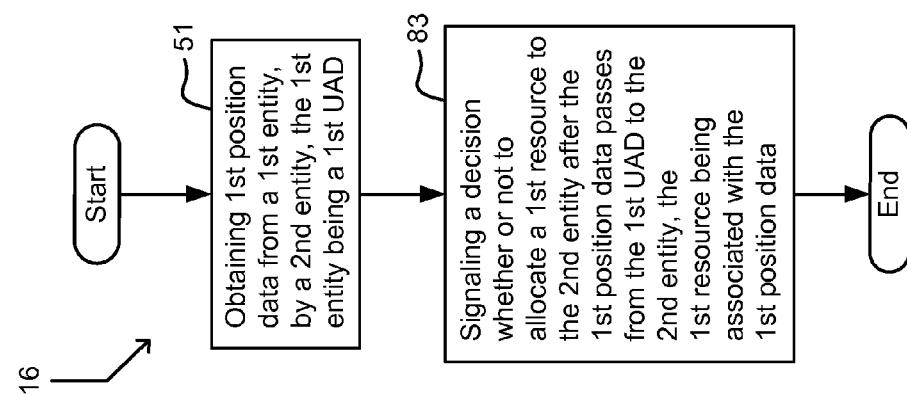 16
Start
51
Obtaining 1st position
data from a 1st entity,
by a 2nd entity, the 1st
entity being a 1st UAD
83
Signaling a decision
whether or not to
allocate a 1st resource to
the 2nd entity after the
1st position data passes
from the 1st UAD to the
2nd entity, the
1st resource being
associated with the
1st position data
End